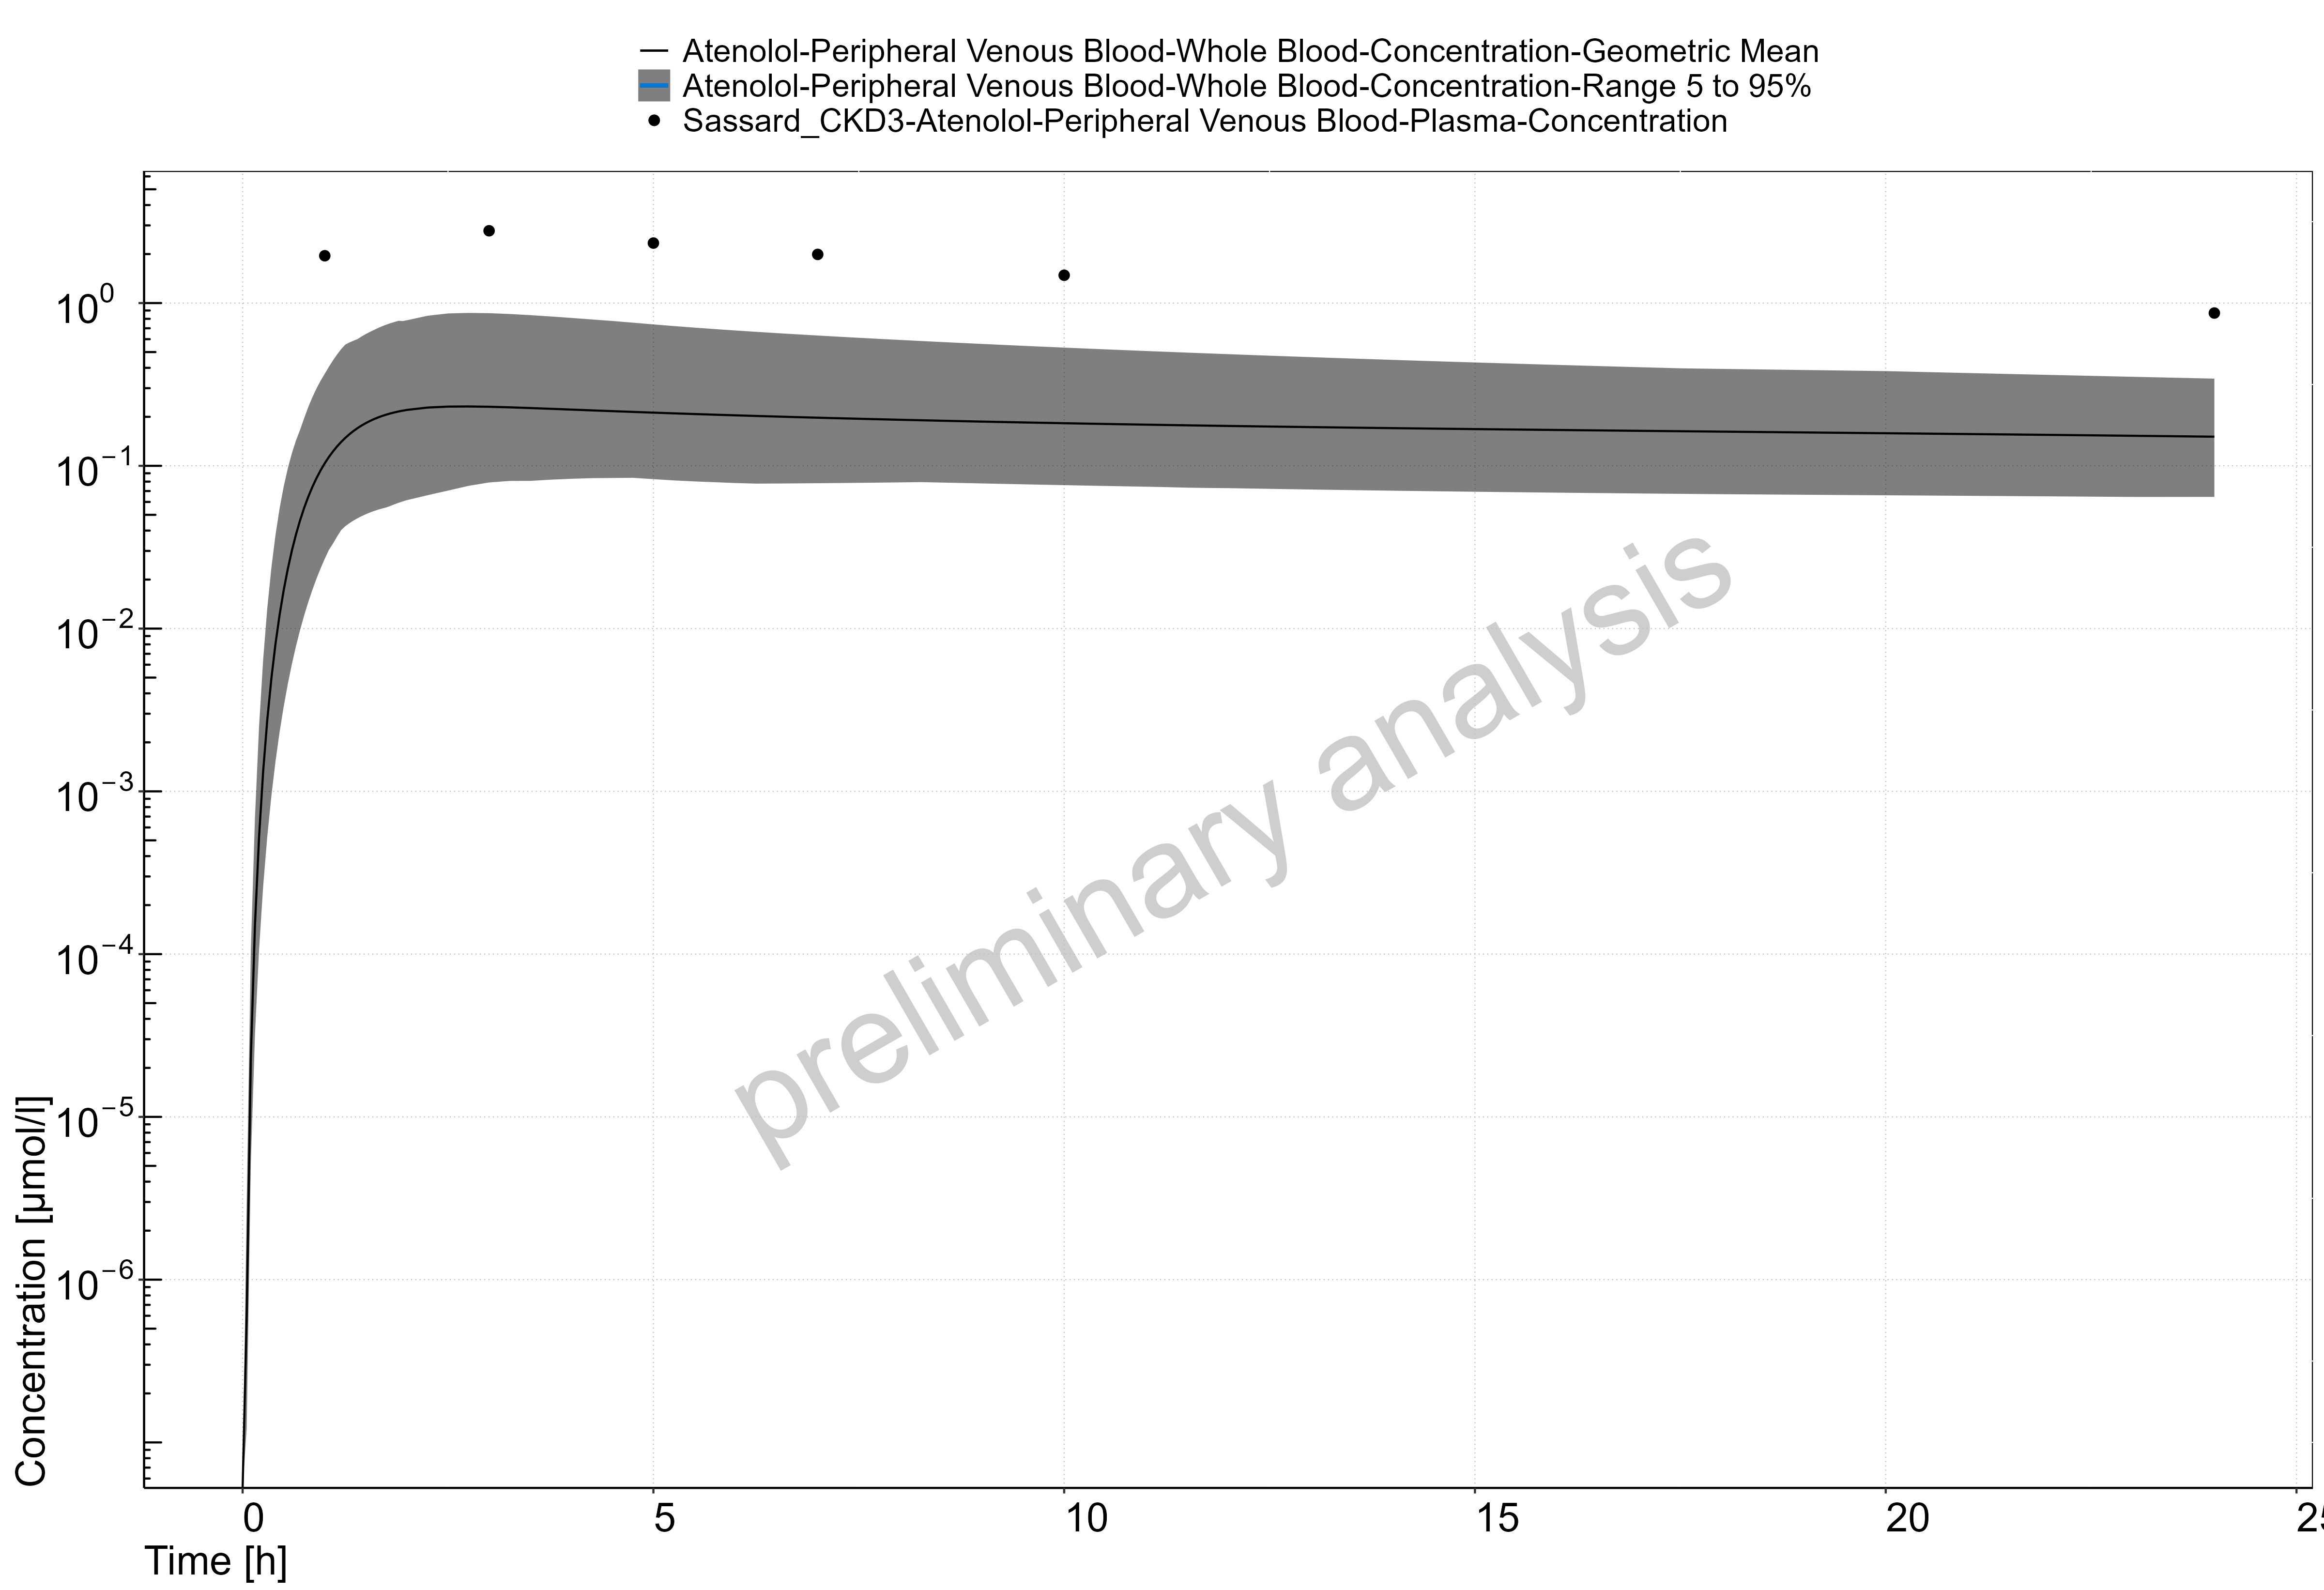 Atenolol-Peripheral Venous Blood-Whole Blood-Concentration-Geometric Mean
Atenolol-Peripheral Venous Blood-Whole Blood-Concentration-Range 5 to 95%
Sassard_CKD3-Atenolol-Peripheral Venous Blood-Plasma-Concentration
10⁰
10⁻¹
10⁻²
10⁻³
10⁻⁴
10⁻⁵
10⁻⁶
Concentration [µmol/l]
preliminary analysis
0 5 10 15 20 25
Time [h]